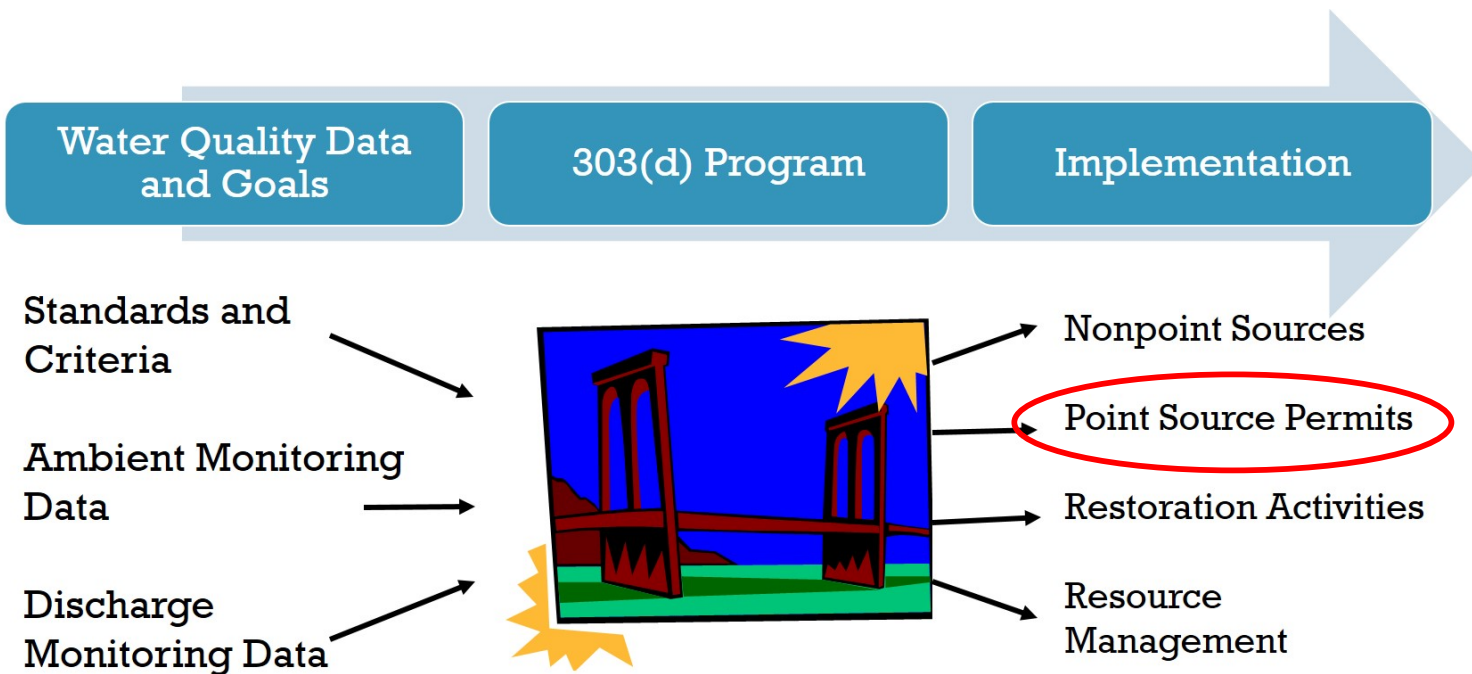 Water Quality Data
and Goals
303(d) Program
Implementation
Standards and
Criteria
Ambient Monitoring
Data
Discharge
Monitoring Data
Nonpoint Sources
Point Source Permits
Restoration Activities
Resource
Management